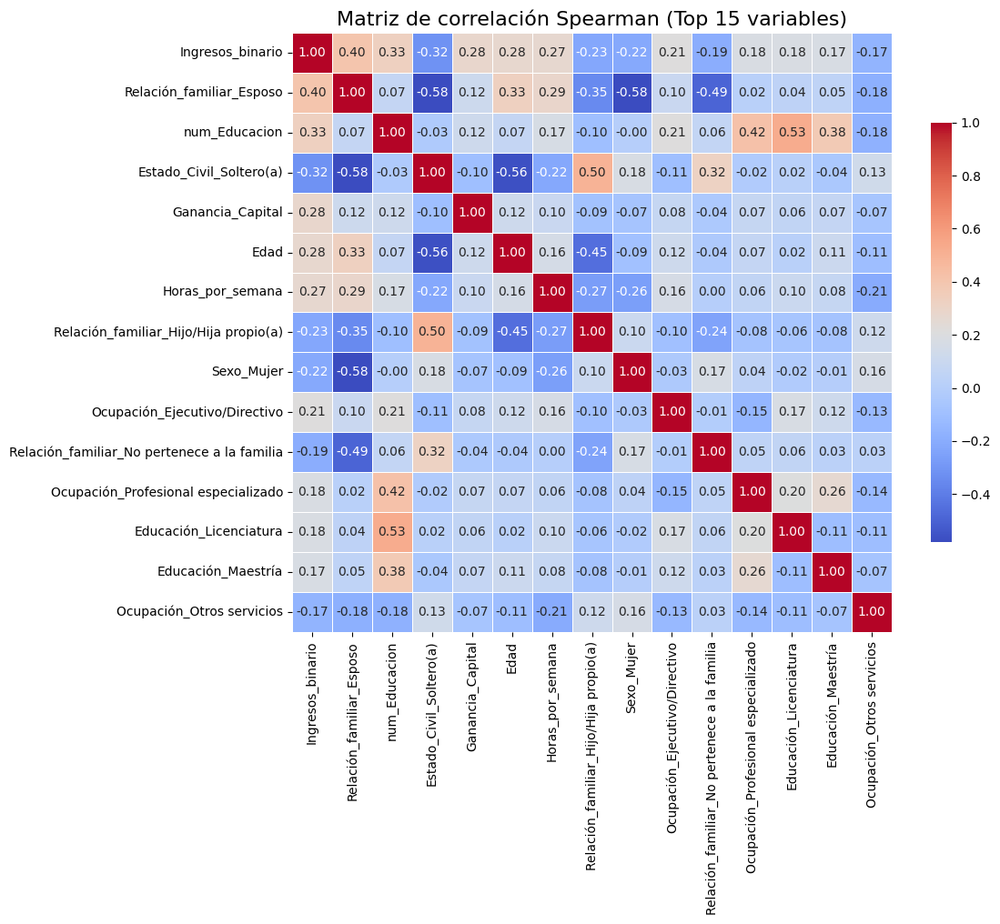 Matriz de correlación Spearman (Top 15 variables)
Ingresos_binario 1.00 0.40 0.33 -0.32 0.28 0.28 0.27 -0.23 -0.22 0.21 -0.19 0.18 0.18 0.17 -0.17
Relación_familiar_Esposo 0.40 1.00 0.07 -0.58 0.12 0.33 0.29 -0.35 -0.58 0.10 -0.49 0.02 0.04 0.05 -0.18
num_Educacion 0.33 0.07 1.00 -0.03 0.12 0.07 0.17 -0.10 -0.00 0.21 0.06 0.42 0.53 0.38 -0.18
Estado_Civil_Soltero(a) -0.32 -0.58 -0.03 1.00 -0.10 -0.56 -0.22 0.50 0.18 -0.11 0.32 -0.02 0.02 -0.04 0.13
Ganancia_Capital 0.28 0.12 0.12 -0.10 1.00 0.12 0.10 -0.09 -0.07 0.08 -0.04 0.07 0.06 0.07 -0.07
Edad 0.28 0.33 0.07 -0.56 0.12 1.00 0.16 -0.45 -0.09 0.12 -0.04 0.07 0.02 0.11 -0.11
Horas_por_semana 0.27 0.29 0.17 -0.22 0.10 0.16 1.00 -0.27 -0.26 0.16 0.00 0.06 0.10 0.08 -0.21
Relación_familiar_Hijo/Hija propio(a) -0.23 -0.35 -0.10 0.50 -0.09 -0.45 -0.27 1.00 0.10 -0.10 -0.24 -0.08 -0.06 -0.08 0.12
Sexo_Mujer -0.22 -0.58 -0.00 0.18 -0.07 -0.09 -0.26 0.10 1.00 -0.03 0.17 0.04 -0.02 -0.01 0.16
Ocupación_Ejecutivo/Directivo 0.21 0.10 0.21 -0.11 0.08 0.12 0.16 -0.10 -0.03 1.00 -0.01 -0.15 0.17 0.12 -0.13
Relación_familiar_No pertenece a la familia -0.19 -0.49 0.06 0.32 -0.04 -0.04 0.00 -0.24 0.17 -0.01 1.00 0.05 0.06 0.03 0.03
Ocupación_Profesional especializado 0.18 0.02 0.42 -0.02 0.07 0.07 0.06 -0.08 0.04 -0.15 0.05 1.00 0.20 0.26 -0.14
Educación_Licenciatura 0.18 0.04 0.53 0.02 0.06 0.02 0.10 -0.06 -0.02 0.17 0.06 0.20 1.00 -0.11 -0.11
Educación_Maestría 0.17 0.05 0.38 -0.04 0.07 0.11 0.08 -0.08 -0.01 0.12 0.03 0.26 -0.11 1.00 -0.07
Ocupación_Otros servicios -0.17 -0.18 -0.18 0.13 -0.07 -0.11 -0.21 0.12 0.16 -0.13 0.03 -0.14 -0.11 -0.07 1.00
Ingresos_binario
Relación_familiar_Esposo
num_Educacion
Estado_Civil_Soltero(a)
Ganancia_Capital
Edad
Horas_por_semana
Relación_familiar_Hijo/Hija propio(a)
Sexo_Mujer
Ocupación_Ejecutivo/Directivo
Relación_familiar_No pertenece a la familia
Ocupación_Profesional especializado
Educación_Licenciatura
Educación_Maestría
Ocupación_Otros servicios
1.0
0.8
0.6
0.4
0.2
0.0
−0.2
−0.4